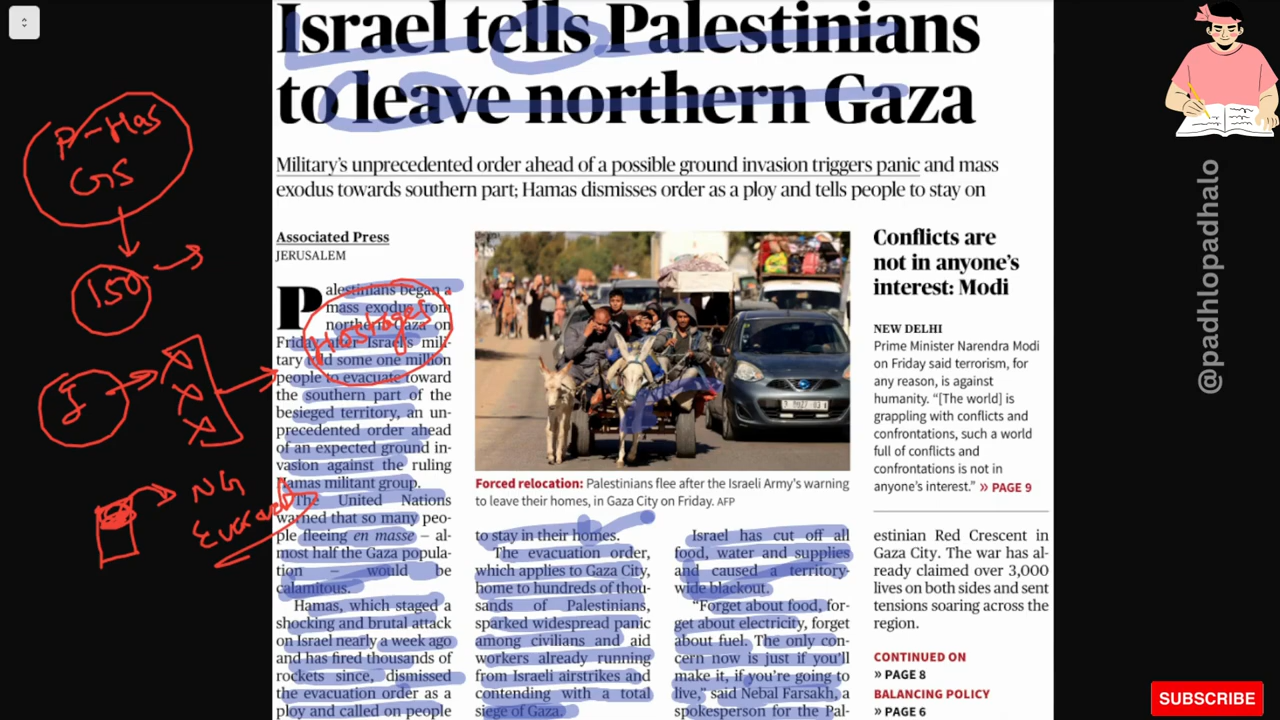 Israel tells Palestinians
to leave northern Gaza
Military's unprecedented order ahead of a possible ground invasion triggers panic and mass
exodus towards southern part; Hamas dismisses order as a ploy and tells people to stay on
Associated Press
JERUSALEM
Palestinians began a
mass exodus from
northern Gaza on
Friday after Israel's mili-
tary told some one million
people to evacuate toward
the southern part of the
besieged territory, an un-
precedented order ahead
of an expected ground in-
vasion against the ruling
Hamas militant group.
The United Nations
warned that so many peo-
ple fleeing en masse – al-
most half the Gaza popula-
tion – would be
calamitous.
Hamas, which staged a
shocking and brutal attack
on Israel nearly a week ago
and has fired thousands of
rockets since, dismissed
the evacuation order as a
ploy and called on people
Forced relocation: Palestinians flee after the Israeli Army's warning
to leave their homes, in Gaza City on Friday. AFP
to stay in their homes.
The evacuation order,
which applies to Gaza City,
home to hundreds of thou-
sands of Palestinians,
sparked widespread panic
among civilians and aid
workers already running
from Israeli airstrikes and
contending with a total
siege of Gaza.
Israel has cut off all
food, water and supplies
and caused a territory-
wide blackout.
"Forget about food, for-
get about electricity, forget
about fuel. The only con-
cern now is just if you'll
make it, if you're going to
live," said Nebal Farsakh, a
spokesperson for the Pal-
Conflicts are
not in anyone's
interest: Modi
NEW DELHI
Prime Minister Narendra Modi
on Friday said terrorism, for
any reason, is against
humanity. "[The world] is
grappling with conflicts and
confrontations, such a world
full of conflicts and
confrontations is not in
anyone's interest." » PAGE 9
estinian Red Crescent in
Gaza City. The war has al-
ready claimed over 3,000
lives on both sides and sent
tensions soaring across the
region.
CONTINUED ON
» PAGE 8
BALANCING POLICY
» PAGE 6
P-Has
GS
150
Hostages
I
NG
@padhlopadhalo
SUBSCRIBE